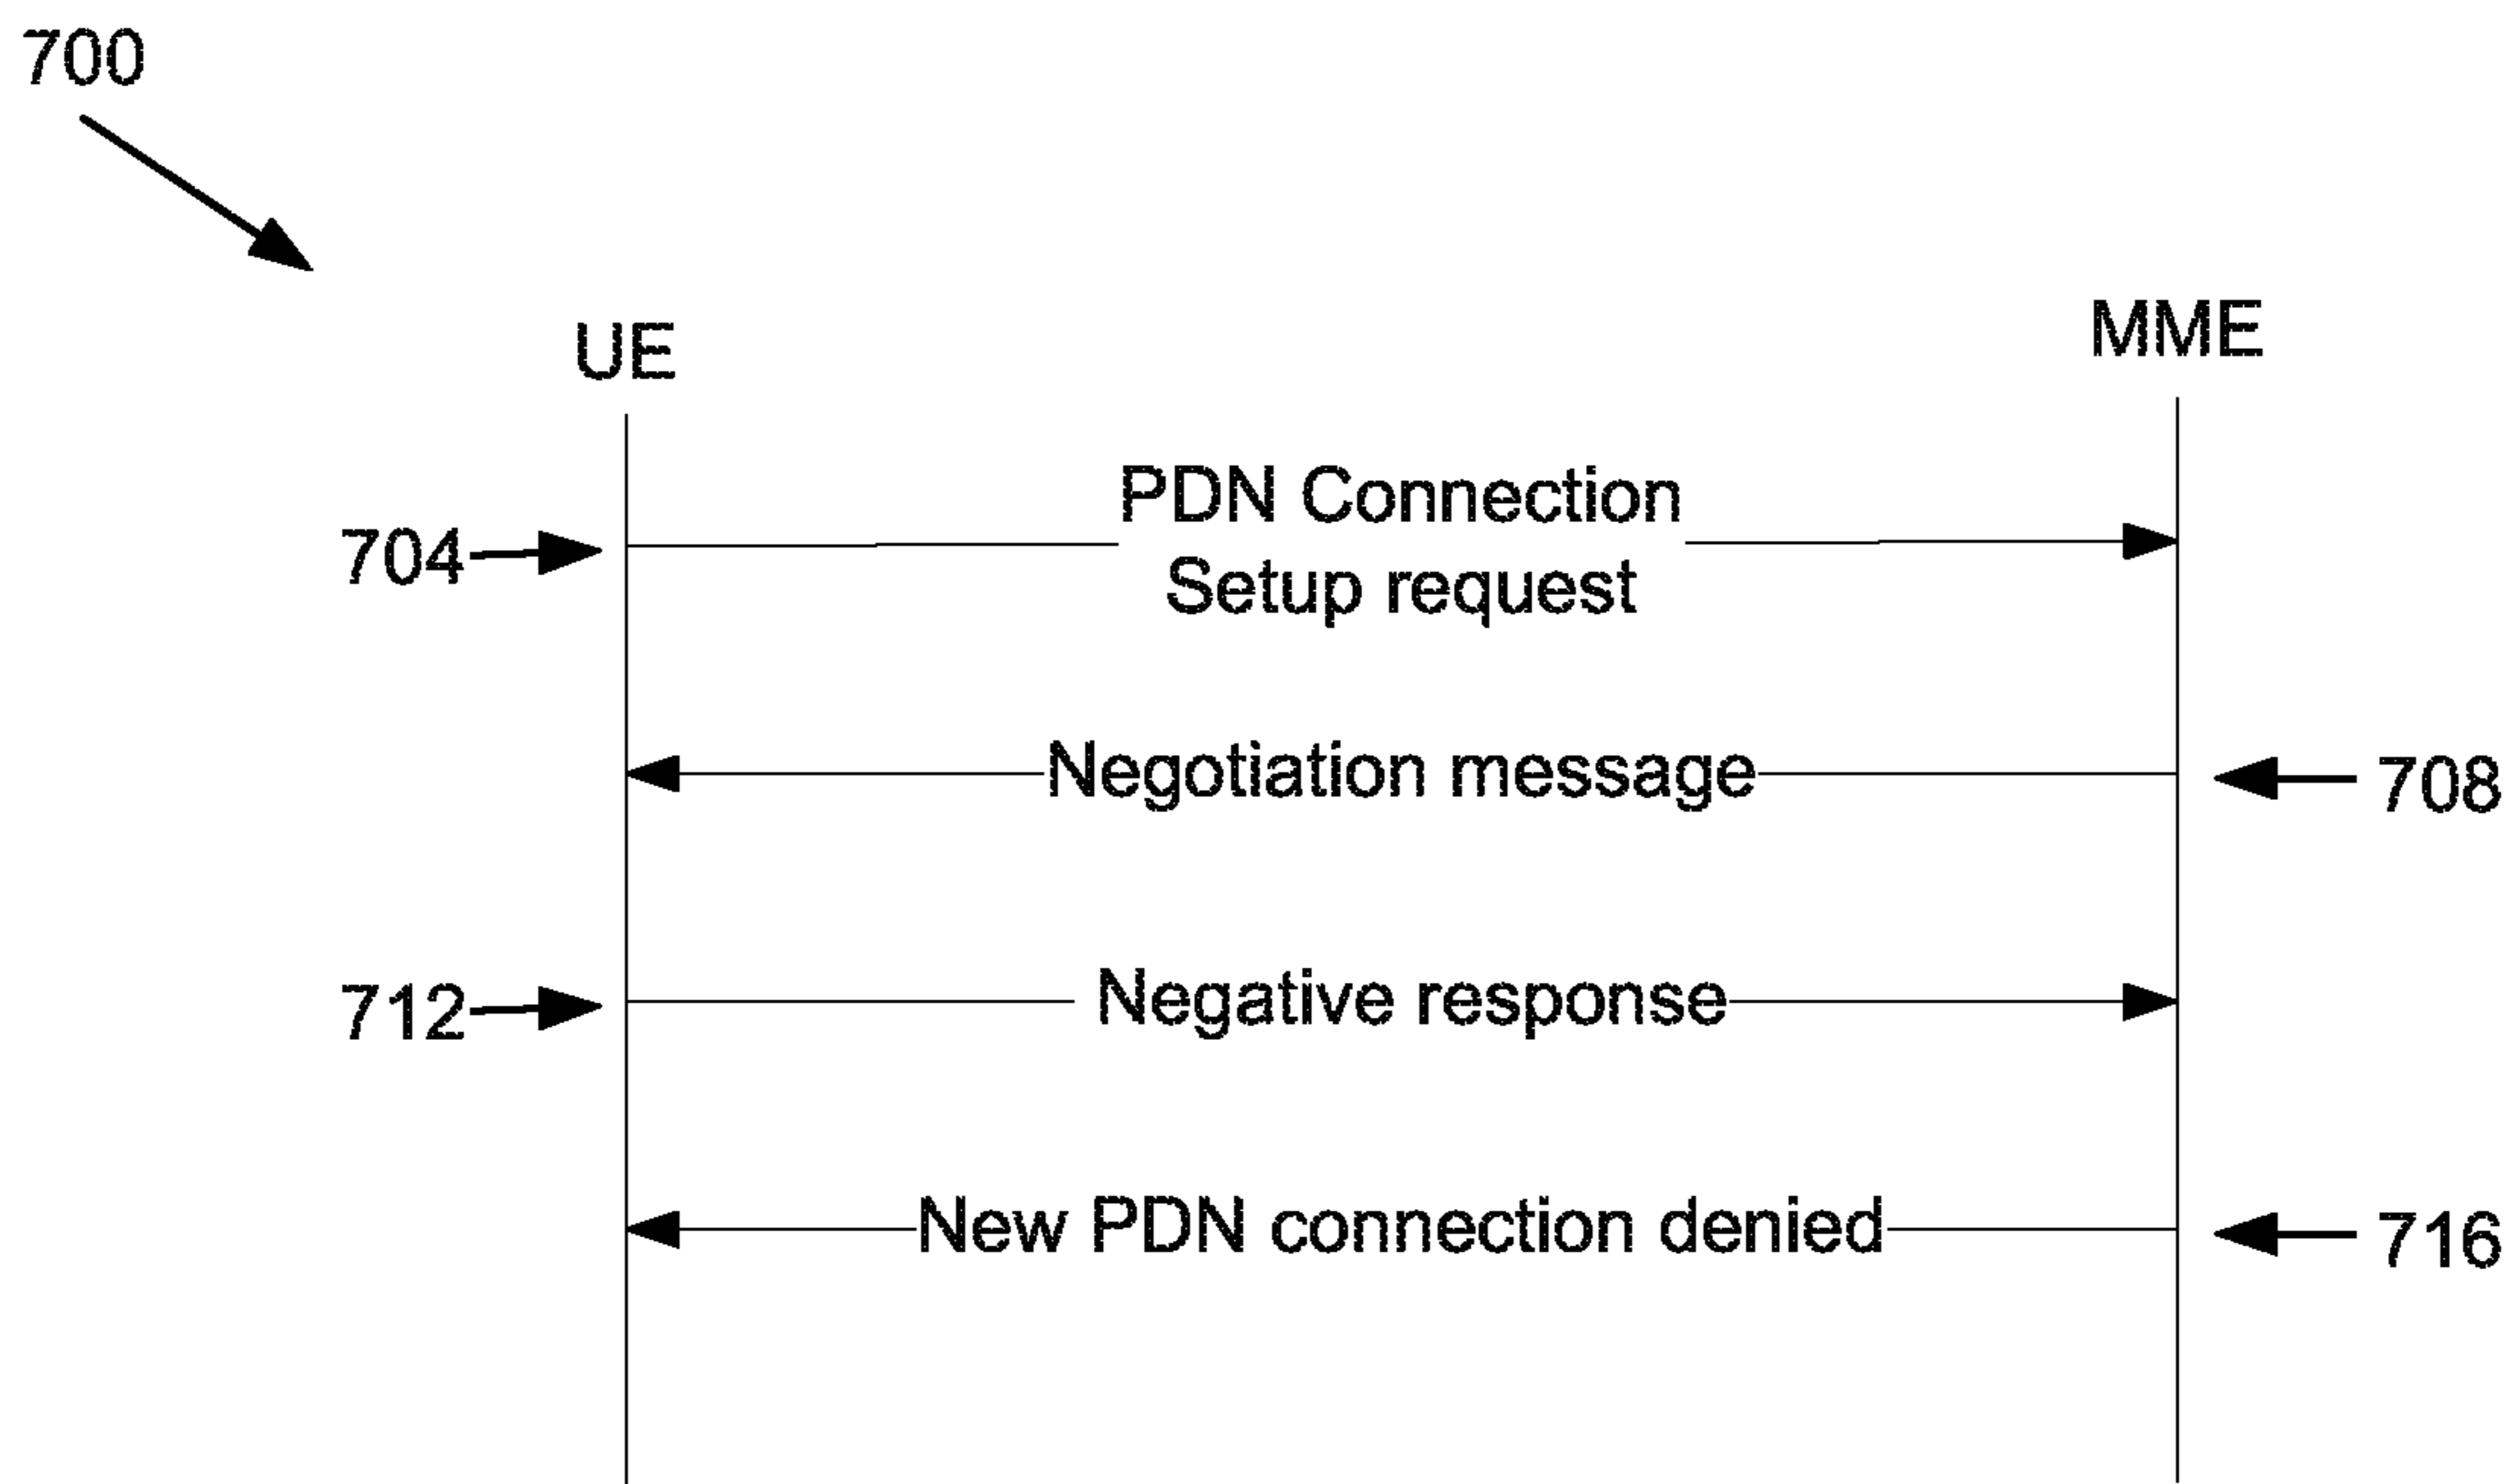 700
UE
MME
704
PDN Connection
Setup request
Negotiation message
708
712
Negative response
New PDN connection denied
716